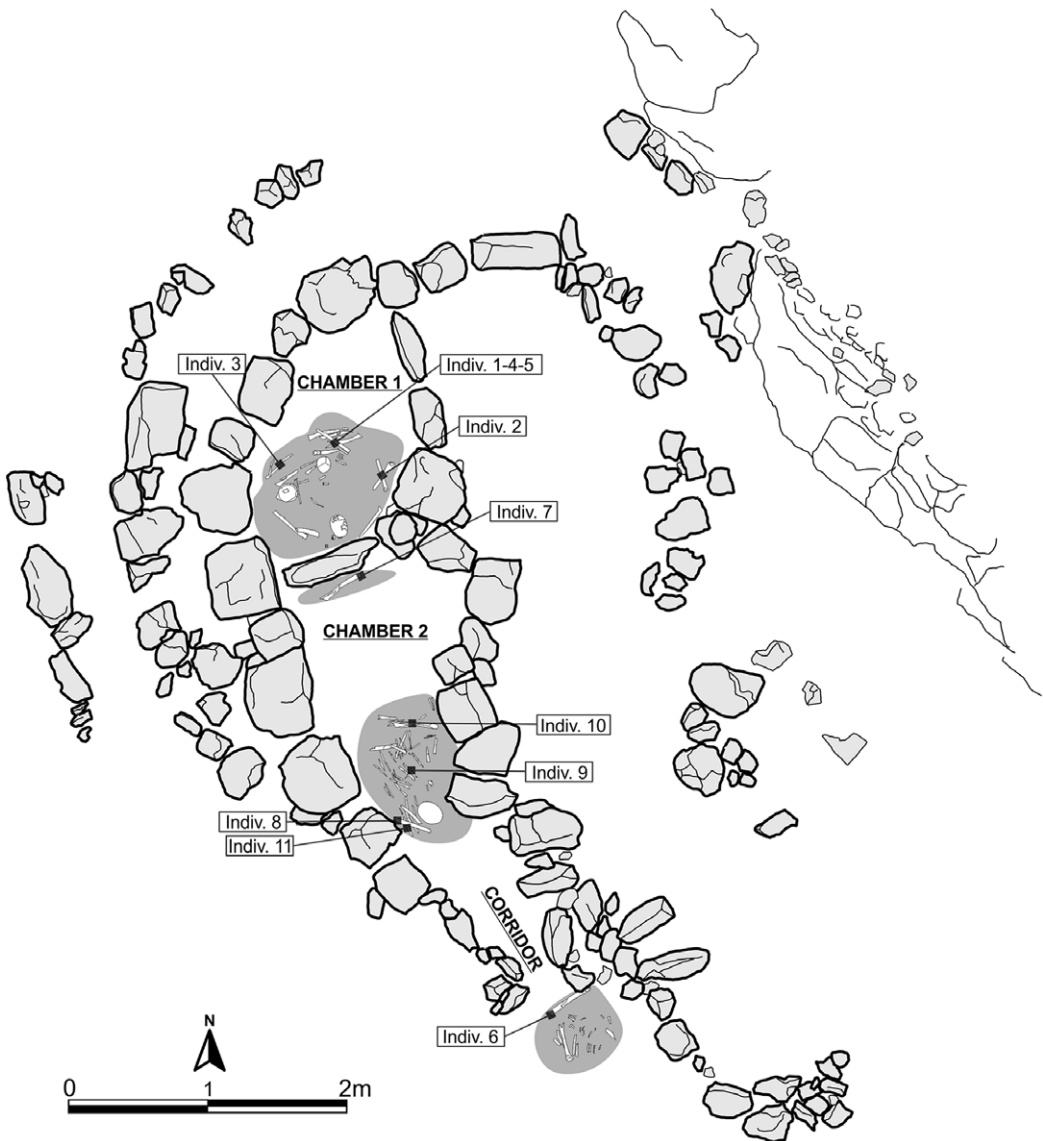 Indiv. 3
Indiv. 1-4-5
CHAMBER 1
Indiv. 2
Indiv. 7
CHAMBER 2
Indiv. 10
Indiv. 9
Indiv. 8
Indiv. 11
CORRIDOR
Indiv. 6
N
0 1 2m